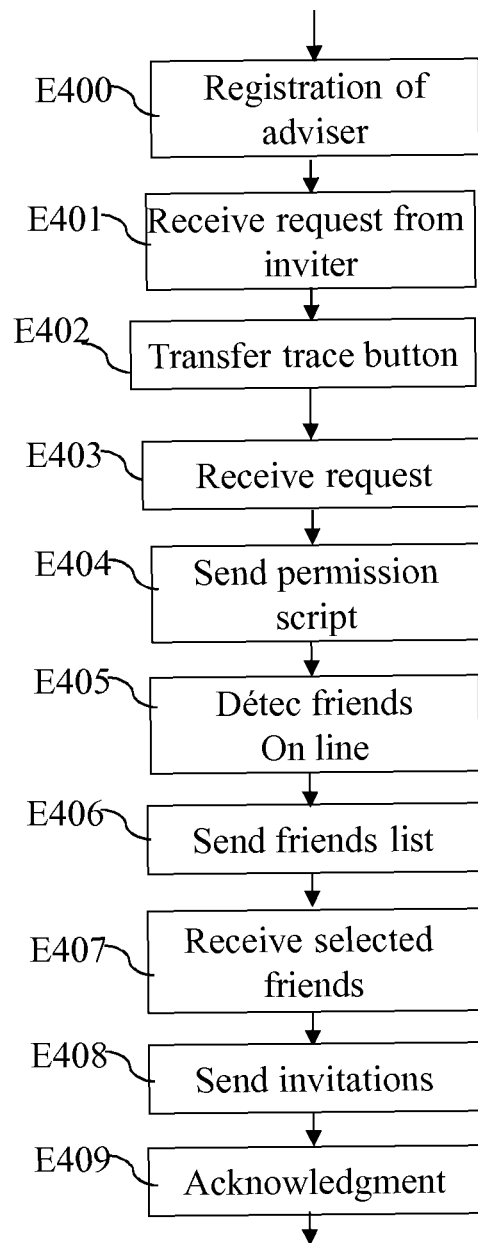 E400
Registration of
adviser
E401
Receive request from
inviter
E402
Transfer trace button
E403
Receive request
E404
Send permission
script
E405
Détec friends
On line
E406
Send friends list
E407
Receive selected
friends
E408
Send invitations
E409
Acknowledgment